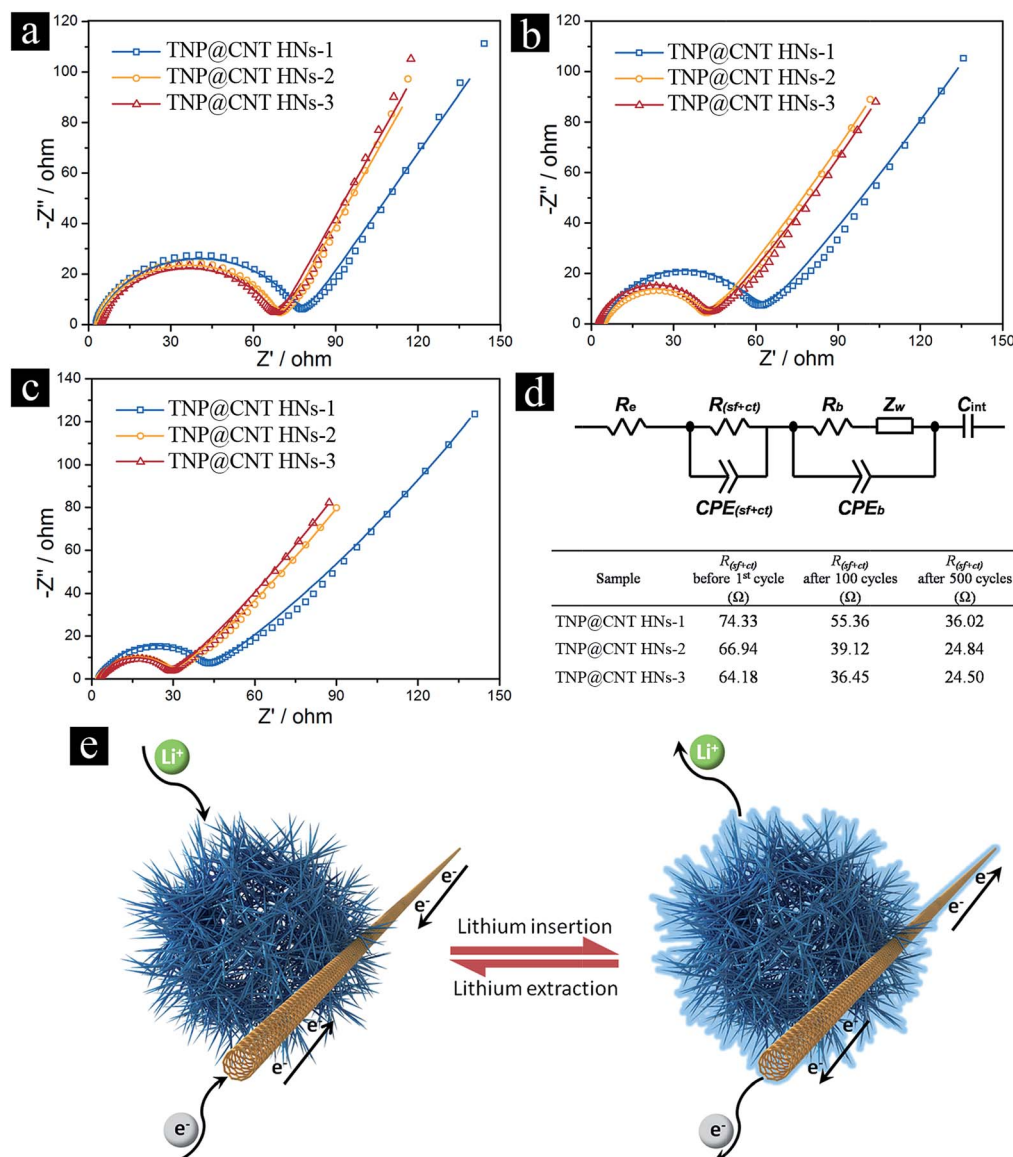 a
120
100
80
60
40
20
0
-Z" / ohm
TNP@CNT HNs-1
TNP@CNT HNs-2
TNP@CNT HNs-3
0 30 60 90 120 150
Z' / ohm
b
120
100
80
60
40
20
0
-Z" / ohm
TNP@CNT HNs-1
TNP@CNT HNs-2
TNP@CNT HNs-3
0 30 60 90 120 150
Z' / ohm
c
140
120
100
80
60
40
20
0
-Z" / ohm
TNP@CNT HNs-1
TNP@CNT HNs-2
TNP@CNT HNs-3
0 30 60 90 120 150
Z' / ohm
d
Re R(sf+ct) Rb Zw Cint
CPE(sf+ct) CPEb
Sample R(sf+ct) before 1st cycle (Ω) R(sf+ct) after 100 cycles (Ω) R(sf+ct) after 500 cycles (Ω)
TNP@CNT HNs-1 74.33 55.36 36.02
TNP@CNT HNs-2 66.94 39.12 24.84
TNP@CNT HNs-3 64.18 36.45 24.50
e
Li+
e-
e-
e-
Lithium insertion
Lithium extraction
Li+
e-
e-
e-